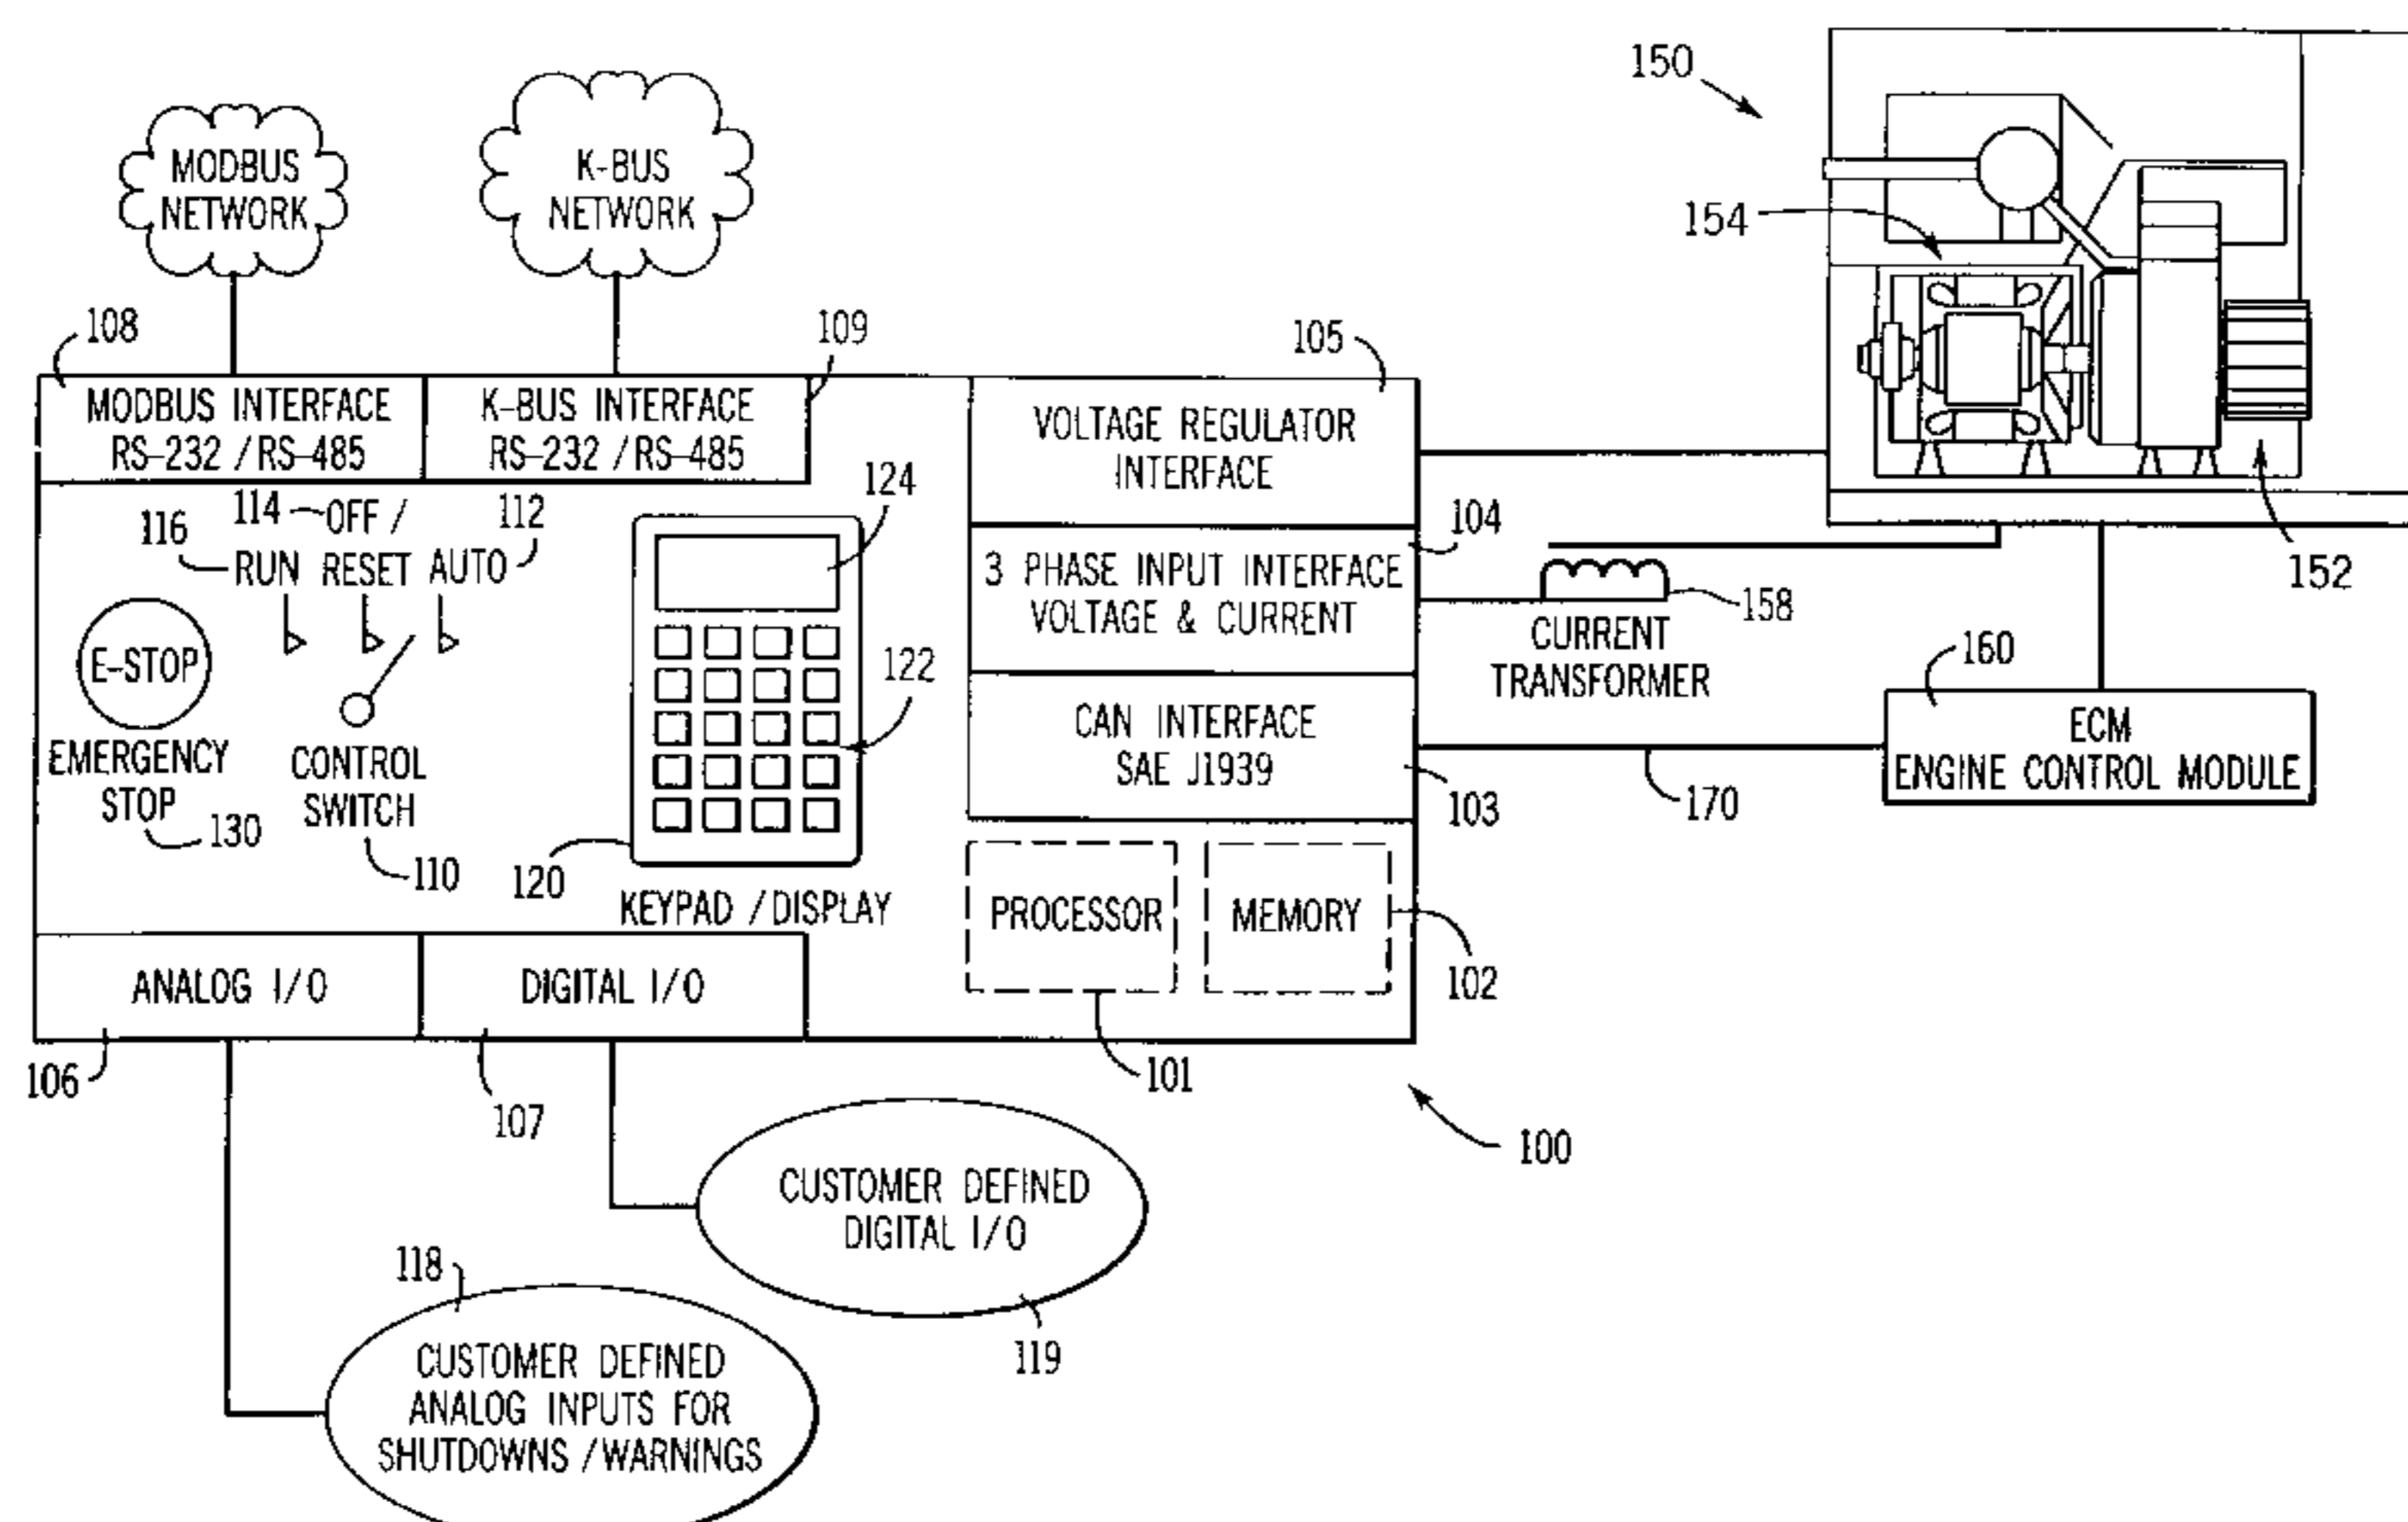 150
MODBUS
NETWORK
K-BUS
NETWORK
154
108
109
105
MODBUS INTERFACE
RS-232 / RS-485
K-BUS INTERFACE
RS-232 / RS-485
VOLTAGE REGULATOR
INTERFACE
124
114
OFF /
112
116
RUN RESET AUTO
104
3 PHASE INPUT INTERFACE
VOLTAGE & CURRENT
152
158
CURRENT
TRANSFORMER
E-STOP
122
160
EMERGENCY
STOP
130
CONTROL
SWITCH
110
CAN INTERFACE
SAE J1939
103
170
ECM
ENGINE CONTROL MODULE
120
KEYPAD / DISPLAY
PROCESSOR
MEMORY
102
ANALOG I/O
DIGITAL I/O
106
107
101
100
CUSTOMER DEFINED
DIGITAL I/O
119
118
CUSTOMER DEFINED
ANALOG INPUTS FOR
SHUTDOWNS / WARNINGS